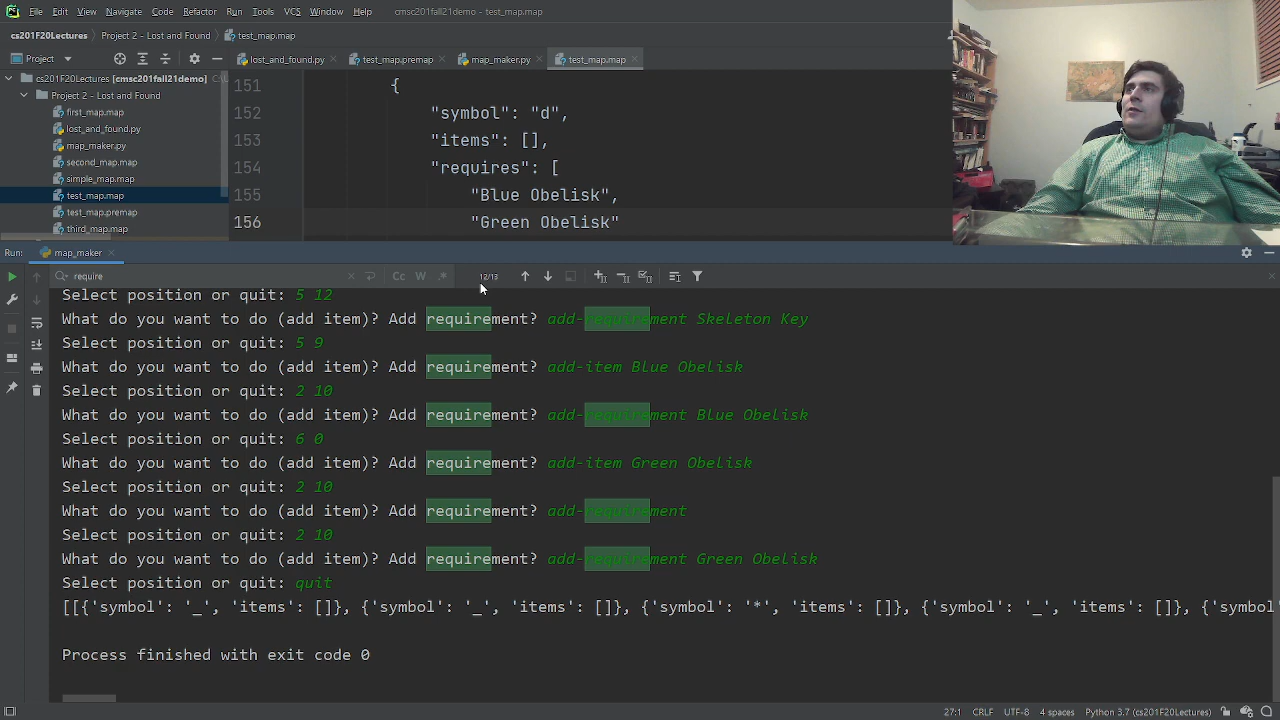 File Edit View Navigate Code Refactor Run Tools VCS Window Help cmsc201fall21demo - test_map.map
cs201F20Lectures Project 2 - Lost and Found test_map.map
Project lost_and_found.py test_map.premap map_maker.py test_map.map
cs201F20Lectures [cmsc201fall21demo]
Project 2 - Lost and Found
first_map.map
lost_and_found.py
map_maker.py
second_map.map
simple_map.map
test_map.map
test_map.premap
third_map.map
151 {
152 "symbol": "d",
153 "items": [],
154 "requires": [
155 "Blue Obelisk",
156 "Green Obelisk"
Run: map_maker
require Cc W .* 12/13
Select position or quit: 5 12
What do you want to do (add item)? Add requirement? add-requirement Skeleton Key
Select position or quit: 5 9
What do you want to do (add item)? Add requirement? add-item Blue Obelisk
Select position or quit: 2 10
What do you want to do (add item)? Add requirement? add-requirement Blue Obelisk
Select position or quit: 6 0
What do you want to do (add item)? Add requirement? add-item Green Obelisk
Select position or quit: 2 10
What do you want to do (add item)? Add requirement? add-requirement
Select position or quit: 2 10
What do you want to do (add item)? Add requirement? add-requirement Green Obelisk
Select position or quit: quit
[[{'symbol': '_', 'items': []}, {'symbol': '_', 'items': []}, {'symbol': '*', 'items': []}, {'symbol': '_', 'items': []}, {'symbol
Process finished with exit code 0
27:1 CRLF UTF-8 4 spaces Python 3.7 (cs201F20Lectures)